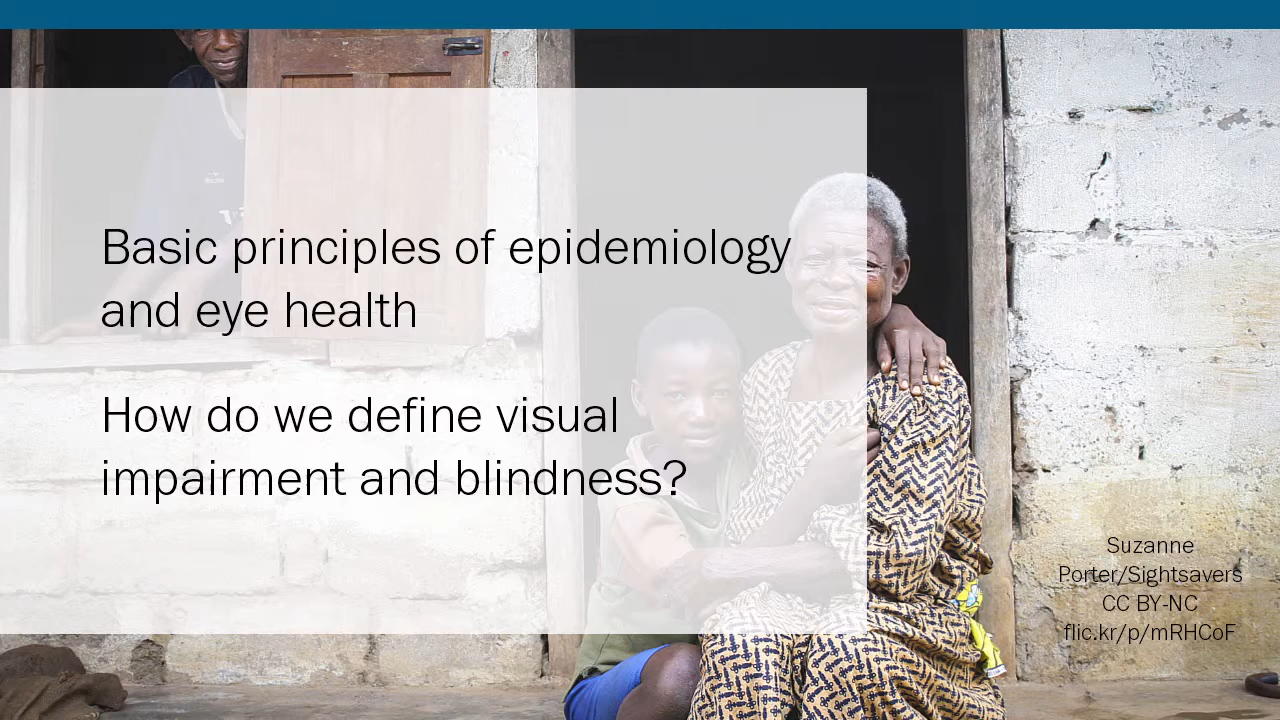 Basic principles of epidemiology
and eye health
How do we define visual
impairment and blindness?
Suzanne
Porter/Sightsavers
CC BY-NC
flic.kr/p/mRHCoF